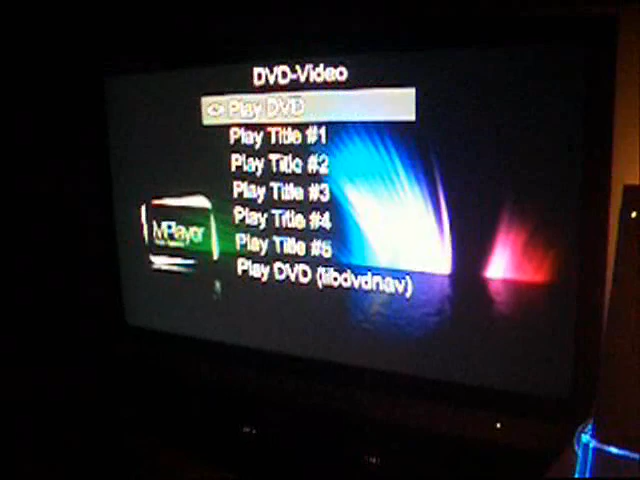 DVD-Video
Play DVD
Play Title #1
Play Title #2
Play Title #3
Play Title #4
Play Title #5
Play DVD (libdvdnav)
MPlayer